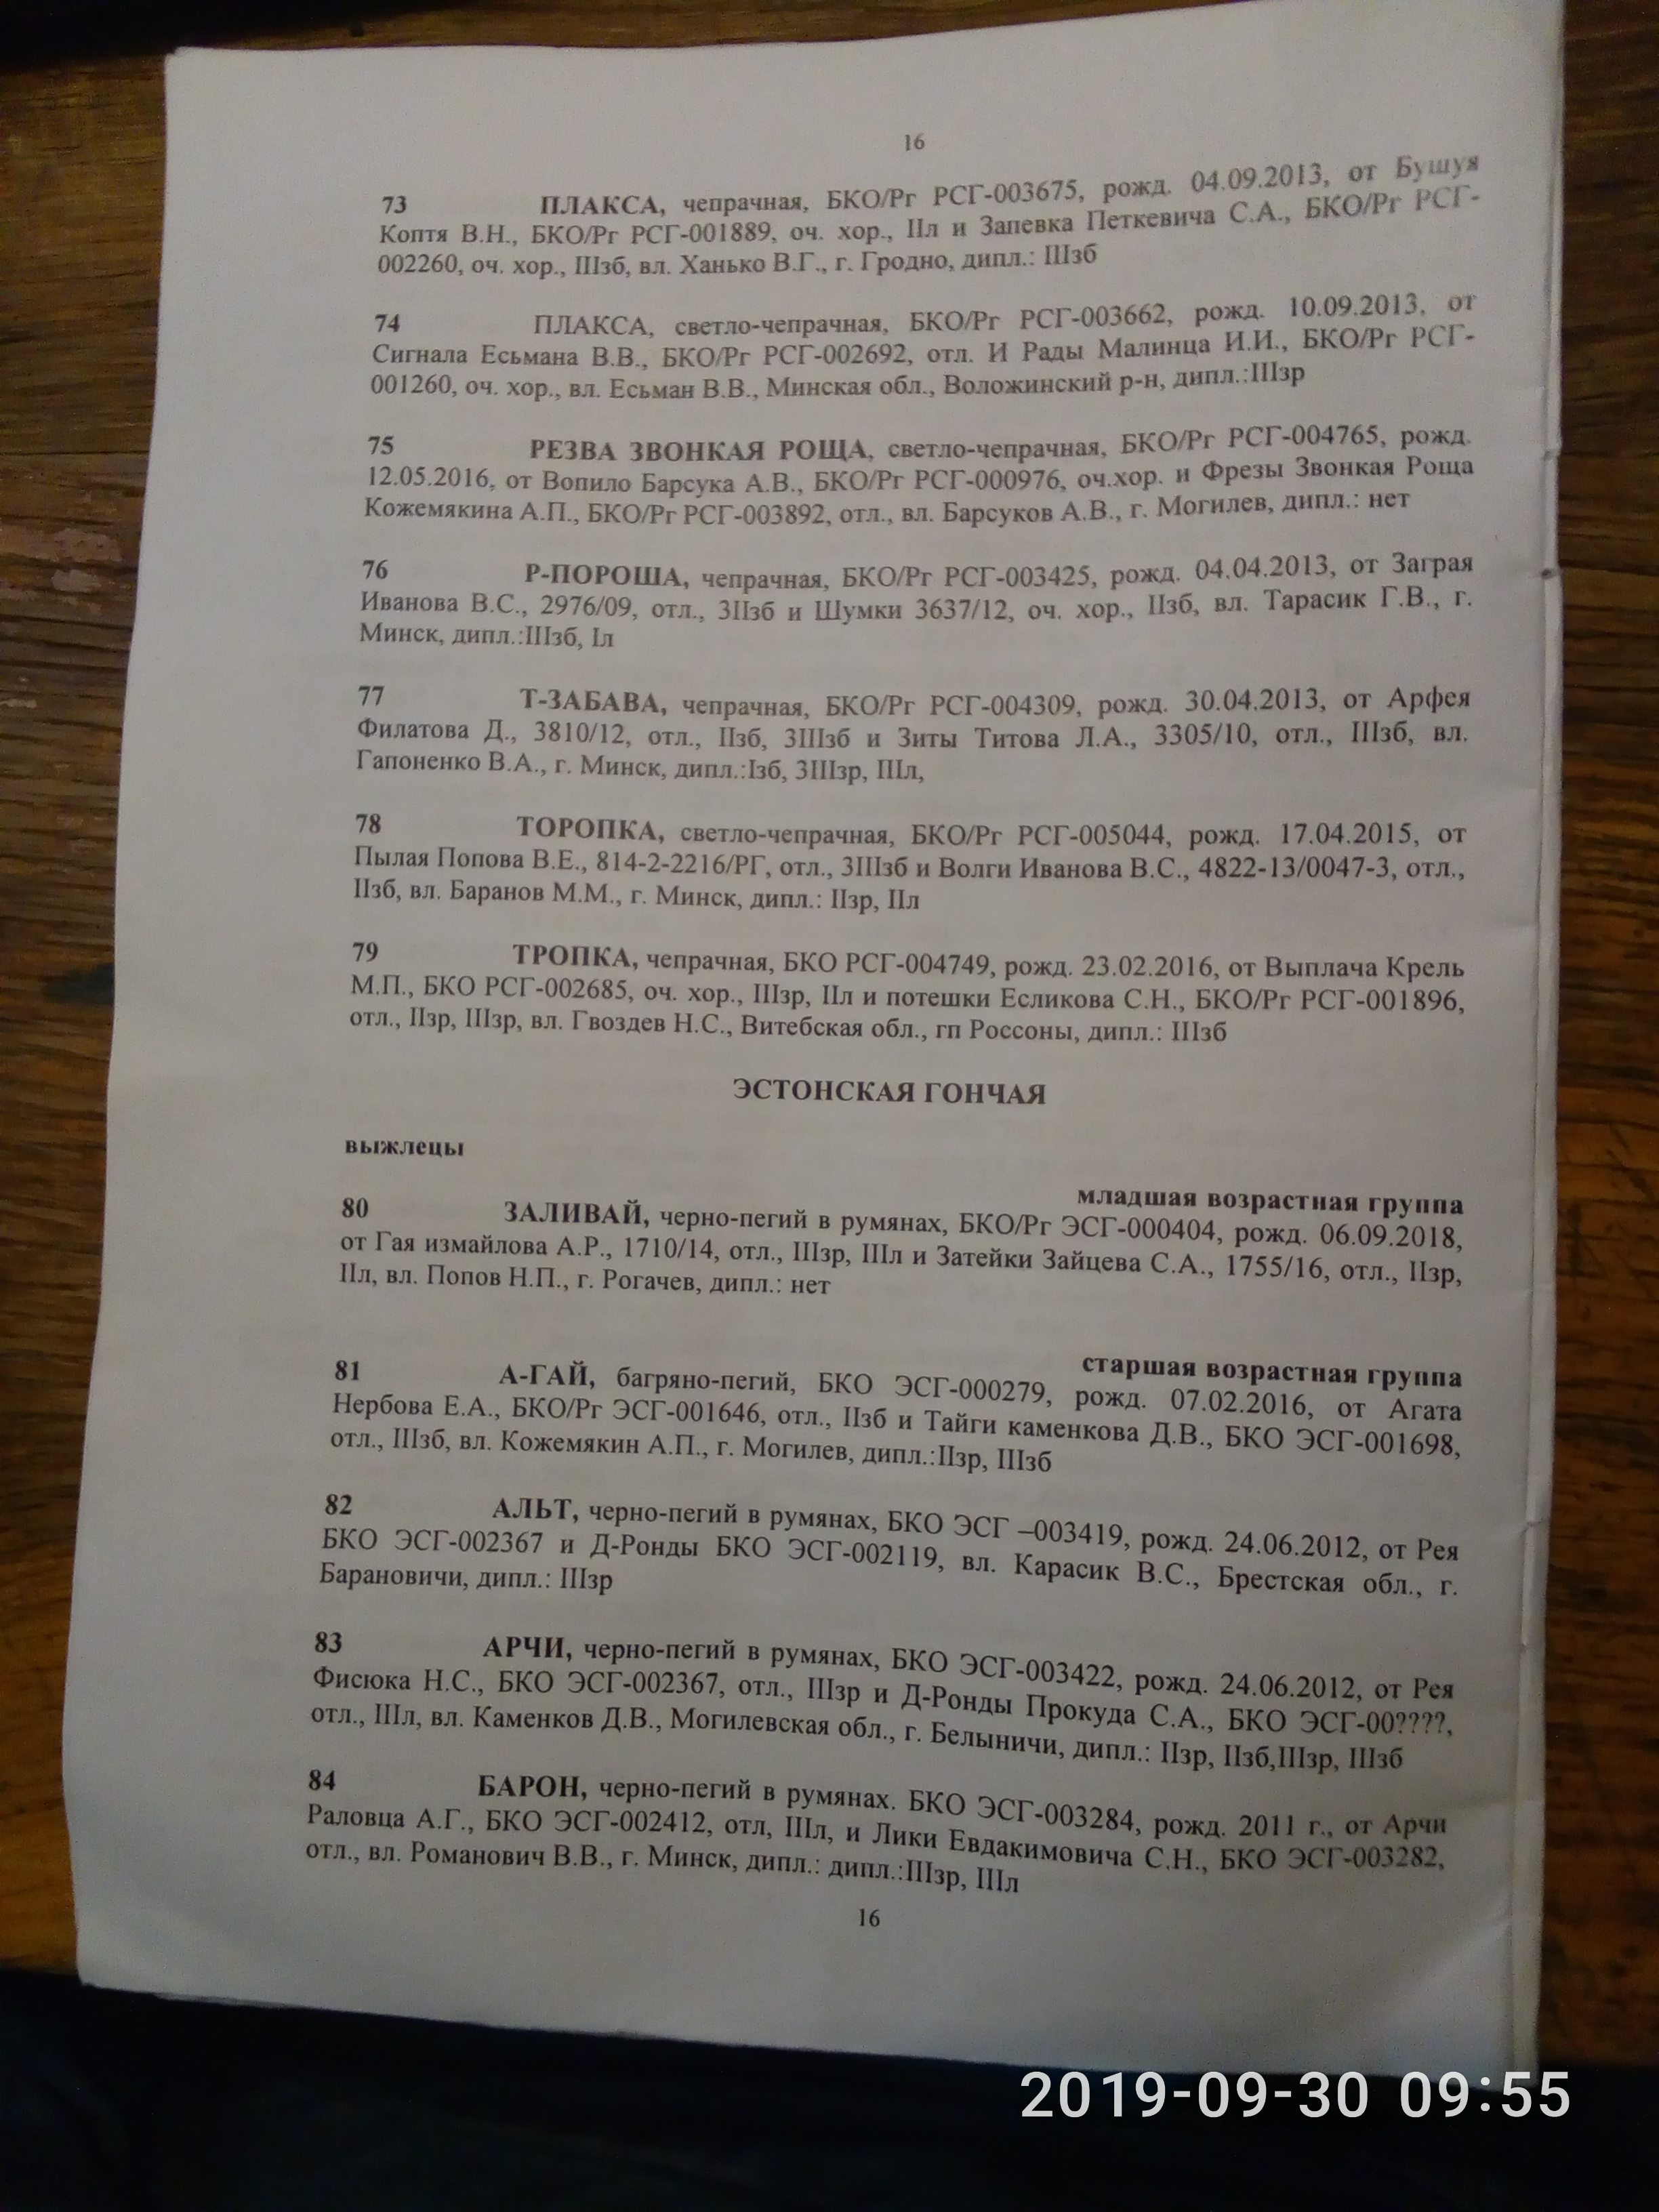 16
73 ПЛАКСА, чепрачная, БКО/Рг РСГ-003675, рожд. 04.09.2013, от Бушуя
Коптя В.Н., БКО/Рг РСГ-001889, оч. хор., IIл и Запевка Петкевича С.А., БКО/Рг РСГ-
002260, оч. хор., IIIзб, вл. Ханько В.Г., г. Гродно, дипл.: IIIзб
74 ПЛАКСА, светло-чепрачная, БКО/Рг РСГ-003662, рожд. 10.09.2013, от
Сигнала Есьмана В.В., БКО/Рг РСГ-002692, отл. И Рады Малинца И.И., БКО/Рг РСГ-
001260, оч. хор., вл. Есьман В.В., Минская обл., Воложинский р-н, дипл.:IIIзр
75 РЕЗВА ЗВОНКАЯ РОЩА, светло-чепрачная, БКО/Рг РСГ-004765, рожд.
12.05.2016, от Вопило Барсука А.В., БКО/Рг РСГ-000976, оч.хор. и Фрезы Звонкая Роща
Кожемякина А.П., БКО/Рг РСГ-003892, отл., вл. Барсуков А.В., г. Могилев, дипл.: нет
76 Р-ПОРОША, чепрачная, БКО/Рг РСГ-003425, рожд. 04.04.2013, от Заграя
Иванова В.С., 2976/09, отл., 3IIзб и Шумки 3637/12, оч. хор., IIзб, вл. Тарасик Г.В., г.
Минск, дипл.:IIIзб, Iл
77 Т-ЗАБАВА, чепрачная, БКО/Рг РСГ-004309, рожд. 30.04.2013, от Арфея
Филатова Д., 3810/12, отл., IIзб, 3IIIзб и Зиты Титова Л.А., 3305/10, отл., IIIзб, вл.
Гапоненко В.А., г. Минск, дипл.:Iзб, 3IIIзр, IIIл,
78 ТОРОПКА, светло-чепрачная, БКО/Рг РСГ-005044, рожд. 17.04.2015, от
Пылая Попова В.Е., 814-2-2216/РГ, отл., 3IIIзб и Волги Иванова В.С., 4822-13/0047-3, отл.,
IIзб, вл. Баранов М.М., г. Минск, дипл.: IIзр, IIл
79 ТРОПКА, чепрачная, БКО РСГ-004749, рожд. 23.02.2016, от Выплача Крель
М.П., БКО РСГ-002685, оч. хор., IIIзр, IIл и потешки Есликова С.Н., БКО/Рг РСГ-001896,
отл., IIзр, IIIзр, вл. Гвоздев Н.С., Витебская обл., гп Россоны, дипл.: IIIзб
ЭСТОНСКАЯ ГОНЧАЯ
выжлецы
младшая возрастная группа
80 ЗАЛИВАЙ, черно-пегий в румянах, БКО/Рг ЭСГ-000404, рожд. 06.09.2018,
от Гая измайлова А.Р., 1710/14, отл., IIIзр, IIIл и Затейки Зайцева С.А., 1755/16, отл., IIзр,
IIл, вл. Попов Н.П., г. Рогачев, дипл.: нет
старшая возрастная группа
81 А-ГАЙ, багряно-пегий, БКО ЭСГ-000279, рожд. 07.02.2016, от Агата
Нербова Е.А., БКО/Рг ЭСГ-001646, отл., IIзб и Тайги каменкова Д.В., БКО ЭСГ-001698,
отл., IIIзб, вл. Кожемякин А.П., г. Могилев, дипл.:IIзр, IIIзб
82 АЛЬТ, черно-пегий в румянах, БКО ЭСГ –003419, рожд. 24.06.2012, от Рея
БКО ЭСГ-002367 и Д-Ронды БКО ЭСГ-002119, вл. Карасик В.С., Брестская обл., г.
Барановичи, дипл.: IIIзр
83 АРЧИ, черно-пегий в румянах, БКО ЭСГ-003422, рожд. 24.06.2012, от Рея
Фисюка Н.С., БКО ЭСГ-002367, отл., IIIзр и Д-Ронды Прокуда С.А., БКО ЭСГ-00????,
отл., IIIл, вл. Каменков Д.В., Могилевская обл., г. Белыничи, дипл.: IIзр, IIзб,IIIзр, IIIзб
84 БАРОН, черно-пегий в румянах. БКО ЭСГ-003284, рожд. 2011 г., от Арчи
Раловца А.Г., БКО ЭСГ-002412, отл, IIIл, и Лики Евдакимовича С.Н., БКО ЭСГ-003282,
отл., вл. Романович В.В., г. Минск, дипл.: дипл.:IIIзр, IIIл
16
2019-09-30 09:55